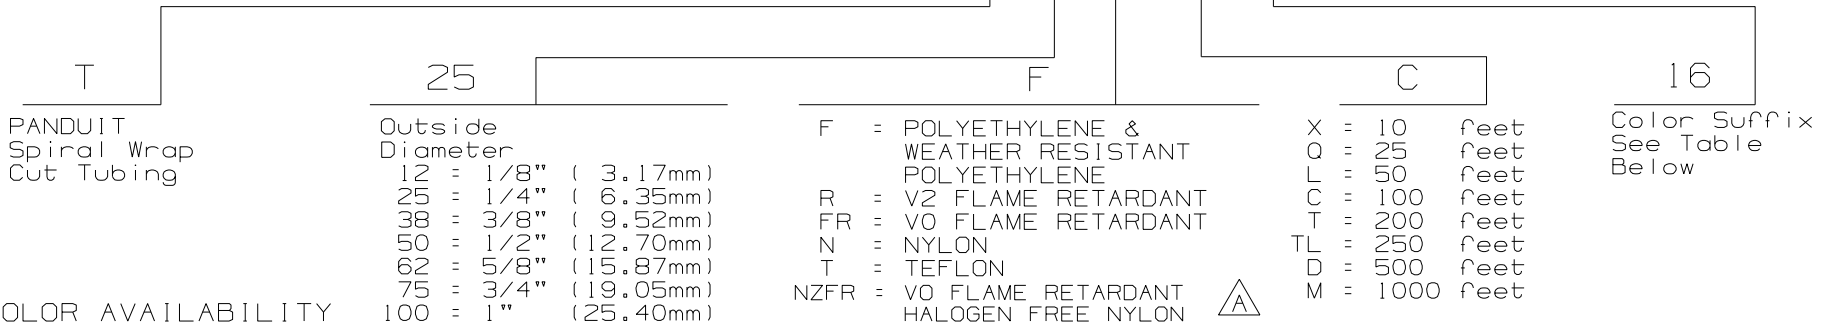 T
PANDUIT
Spiral Wrap
Cut Tubing
25
Outside
Diameter
12 = 1/8" ( 3.17mm)
25 = 1/4" ( 6.35mm)
38 = 3/8" ( 9.52mm)
50 = 1/2" (12.70mm)
62 = 5/8" (15.87mm)
75 = 3/4" (19.05mm)
100 = 1" (25.40mm)
F
F = POLYETHYLENE &
WEATHER RESISTANT
POLYETHYLENE
R = V2 FLAME RETARDANT
FR = V0 FLAME RETARDANT
N = NYLON
T = TEFLON
NZFR = V0 FLAME RETARDANT
HALOGEN FREE NYLON
A
C
X = 10 feet
Q = 25 feet
L = 50 feet
C = 100 feet
T = 200 feet
TL = 250 feet
D = 500 feet
M = 1000 feet
16
Color Suffix
See Table
Below
OLOR AVAILABILITY